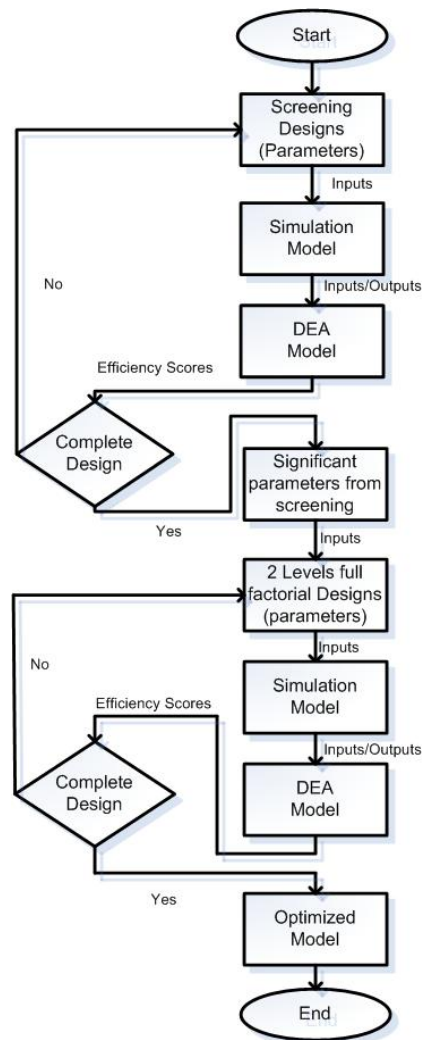 Start
Screening
Designs
(Parameters)
Inputs
Simulation
Model
No
Inputs/Outputs
DEA
Model
Efficiency Scores
Complete
Design
Significant
parameters from
screening
Yes
Inputs
2 Levels full
factorial Designs
(parameters)
Inputs
No
Simulation
Model
Efficiency Scores
Inputs/Outputs
Complete
Design
DEA
Model
Yes
Optimized
Model
End